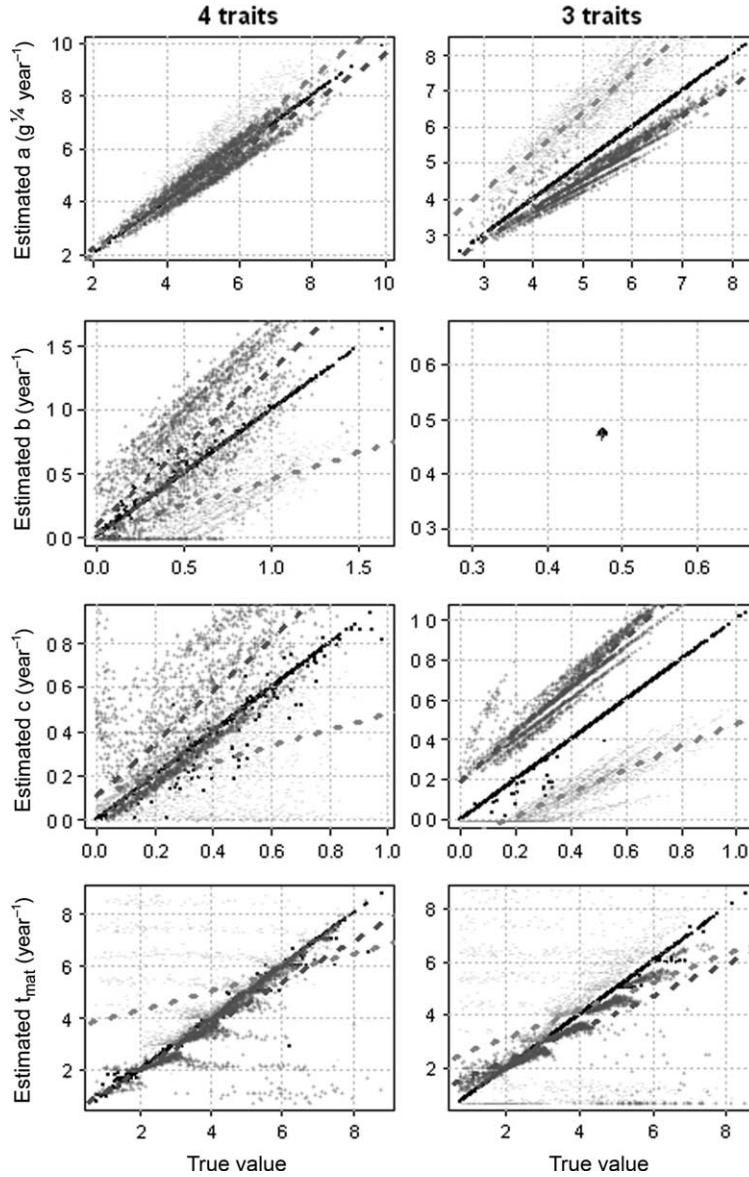 4 traits 3 traits
Estimated a (g¼ year⁻¹)
10
8
6
4
2
2 4 6 8 10
8
7
6
5
4
3
3 4 5 6 7 8
Estimated b (year⁻¹)
1 5
1 0
0 5
0 0
0.0 0.5 1.0 1.5
0 6
0 5
0 4
0 3
0.3 0.4 0.5 0.6
Estimated c (year⁻¹)
0 8
0 6
0 4
0 2
0 0
0.0 0.2 0.4 0.6 0.8 1.0
1 0
0 8
0 6
0 4
0 2
0 0
0.0 0.2 0.4 0.6 0.8 1.0
Estimated tmat (year⁻¹)
8
6
4
2
2 4 6 8
8
6
4
2
2 4 6 8
True value True value